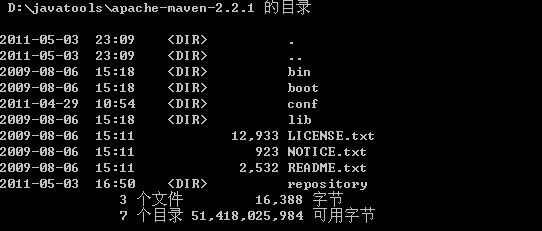 D:\javatools\apache-maven-2.2.1 的目录
2011-05-03  23:09    <DIR>          .
2011-05-03  23:09    <DIR>          ..
2009-08-06  15:18    <DIR>          bin
2009-08-06  15:18    <DIR>          boot
2011-04-29  10:54    <DIR>          conf
2009-08-06  15:18    <DIR>          lib
2009-08-06  15:11            12,933 LICENSE.txt
2009-08-06  15:11               923 NOTICE.txt
2009-08-06  15:11             2,532 README.txt
2011-05-03  16:50    <DIR>          repository
3 个文件         16,388 字节
7 个目录 51,418,025,984 可用字节